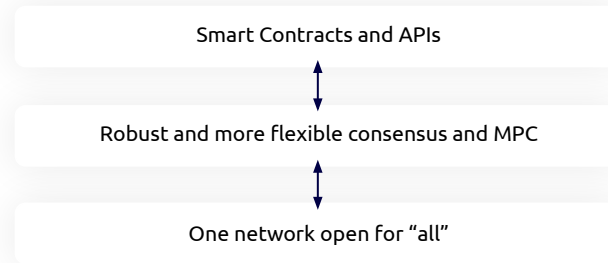 Smart Contracts and APIs
Robust and more flexible consensus and MPC
One network open for “all”